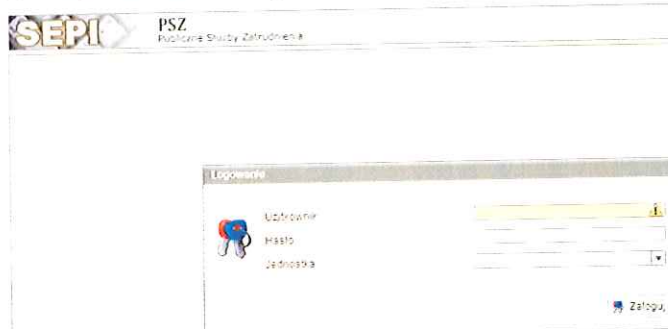 SEPI
PSZ
Publiczne Służby Zatrudnienia
Logowanie
Użytkownik
Hasło
Jednostka
Zaloguj